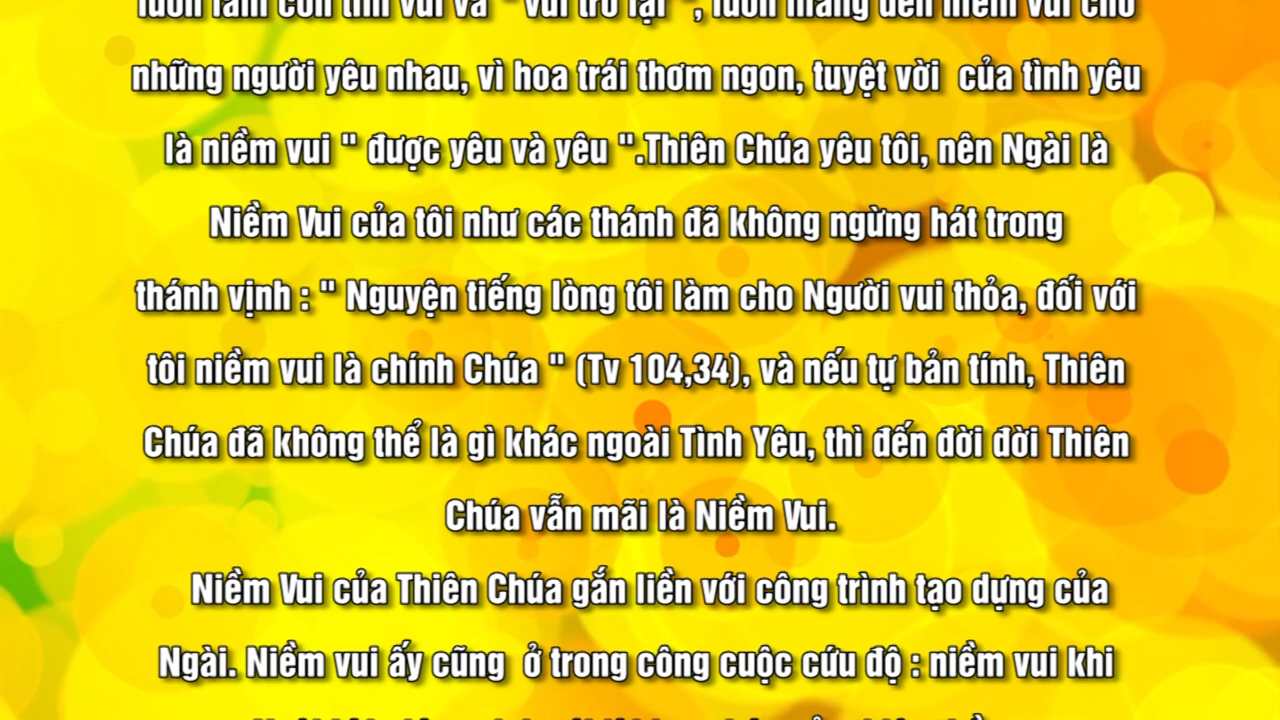 luôn làm con tim vui và " vui trở lại ", luôn mang đến niềm vui cho
những người yêu nhau, vì hoa trái thơm ngon, tuyệt vời của tình yêu
là niềm vui " được yêu và yêu ".Thiên Chúa yêu tôi, nên Ngài là
Niềm Vui của tôi như các thánh đã không ngừng hát trong
thánh vịnh : " Nguyện tiếng lòng tôi làm cho Người vui thỏa, đối với
tôi niềm vui là chính Chúa " (Tv 104,34), và nếu tự bản tính, Thiên
Chúa đã không thể là gì khác ngoài Tình Yêu, thì đến đời đời Thiên
Chúa vẫn mãi là Niềm Vui.
Niềm Vui của Thiên Chúa gắn liền với công trình tạo dựng của
Ngài. Niềm vui ấy cũng ở trong công cuộc cứu độ : niềm vui khi